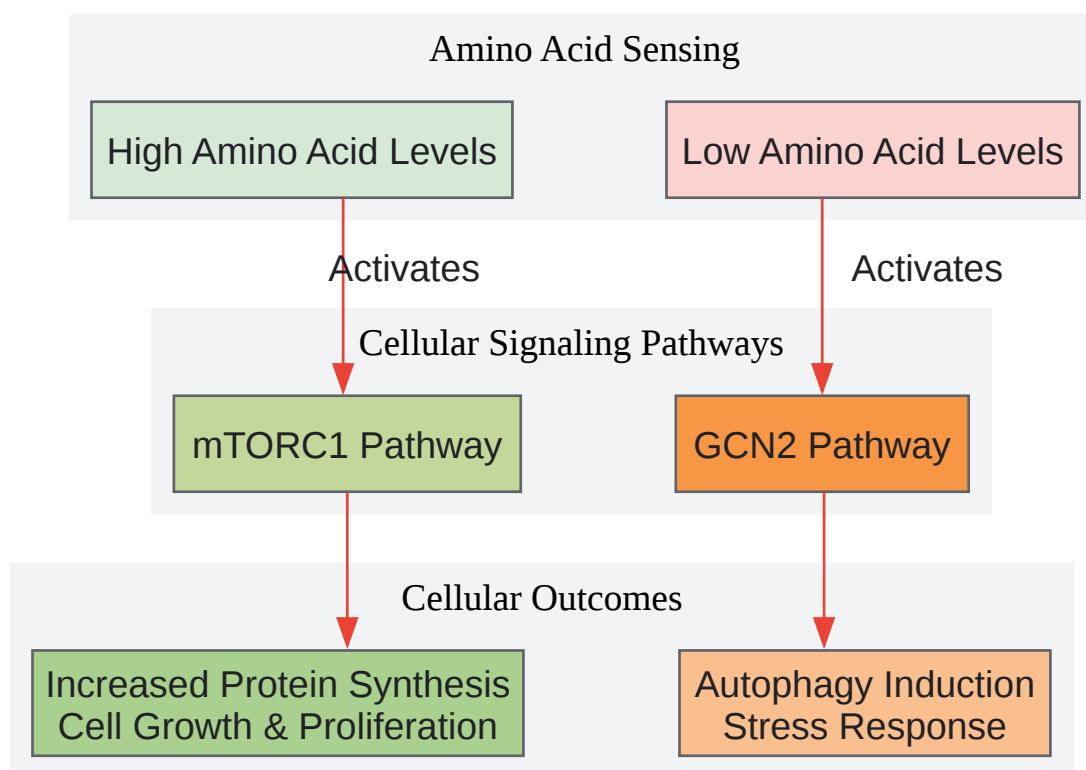 Amino Acid Sensing
High Amino Acid Levels
Low Amino Acid Levels
Activates
Activates
Cellular Signaling Pathways
mTORC1 Pathway
GCN2 Pathway
Cellular Outcomes
Increased Protein Synthesis
Cell Growth & Proliferation
Autophagy Induction
Stress Response